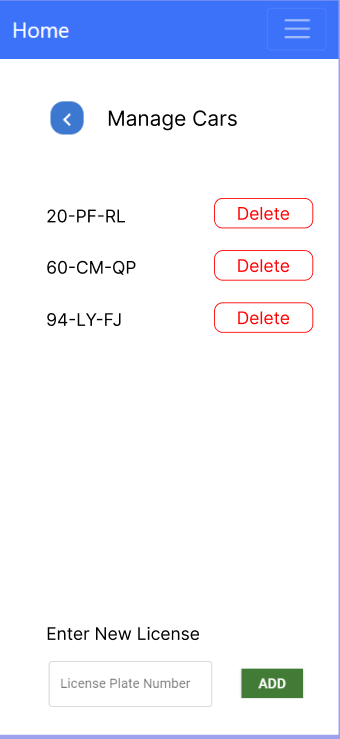 Home
Manage Cars
20-PF-RL Delete
60-CM-QP Delete
94-LY-FJ Delete
Enter New License
License Plate Number ADD